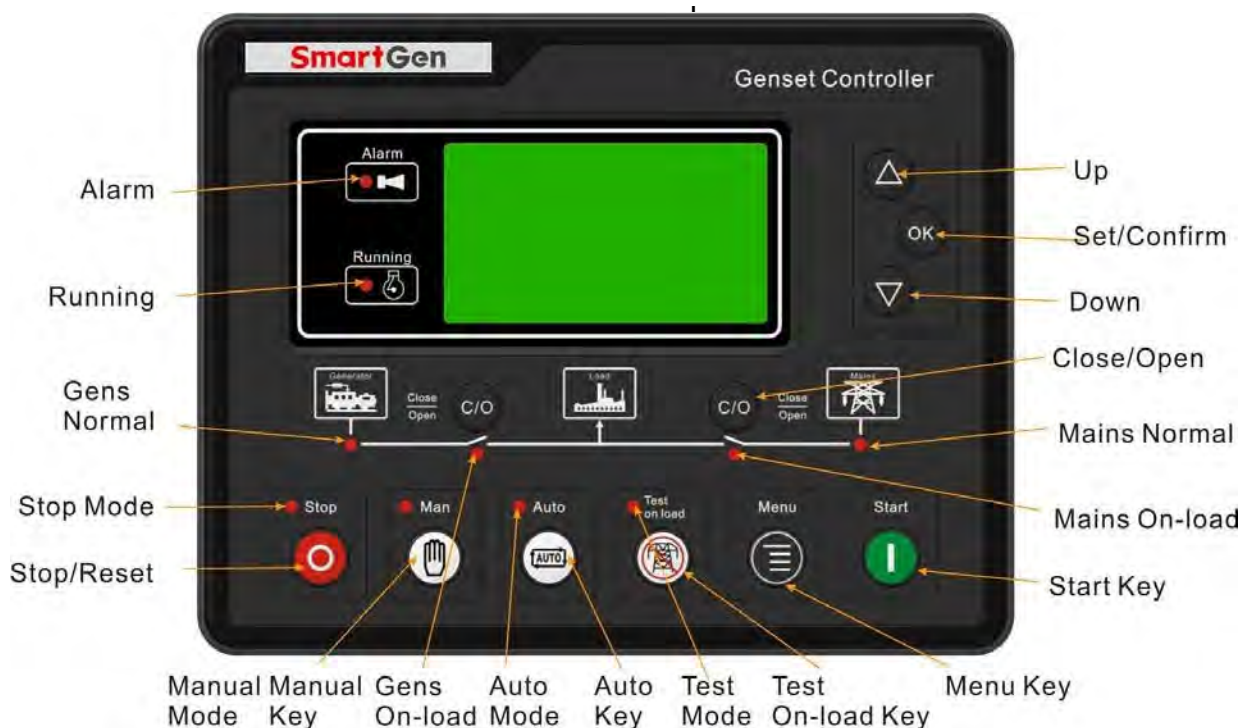 SmartGen
Genset Controller
Alarm
Alarm
Up
OK
Set/Confirm
Running
Running
Down
Close/Open
Generator
Load
Mains
Gens
Normal
Close
Open
C/O
C/O
Close
Open
Mains Normal
Stop Mode
Stop
Man
Auto
Test
on load
Menu
Start
Mains On-load
Stop/Reset
AUTO
Start Key
Manual
Mode
Manual
Key
Gens
On-load
Auto
Mode
Auto
Key
Test
Mode
Test
On-load Key
Menu Key